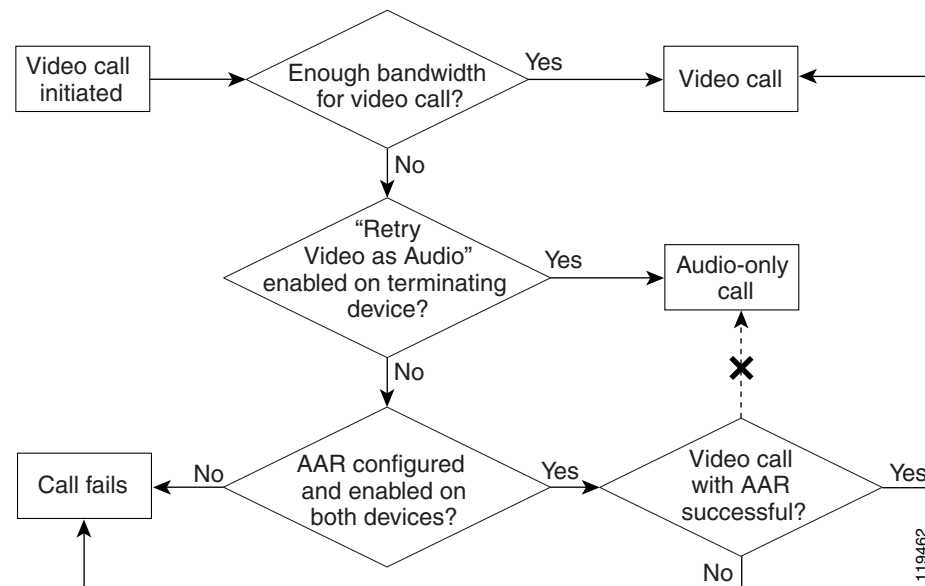 Video call
initiated
Enough bandwidth
for video call?
Yes
Video call
No
“Retry
Video as Audio”
enabled on terminating
device?
Yes
Audio-only
call
No
Call fails
No
AAR configured
and enabled on
both devices?
Yes
Video call
with AAR
successful?
Yes
No
119462